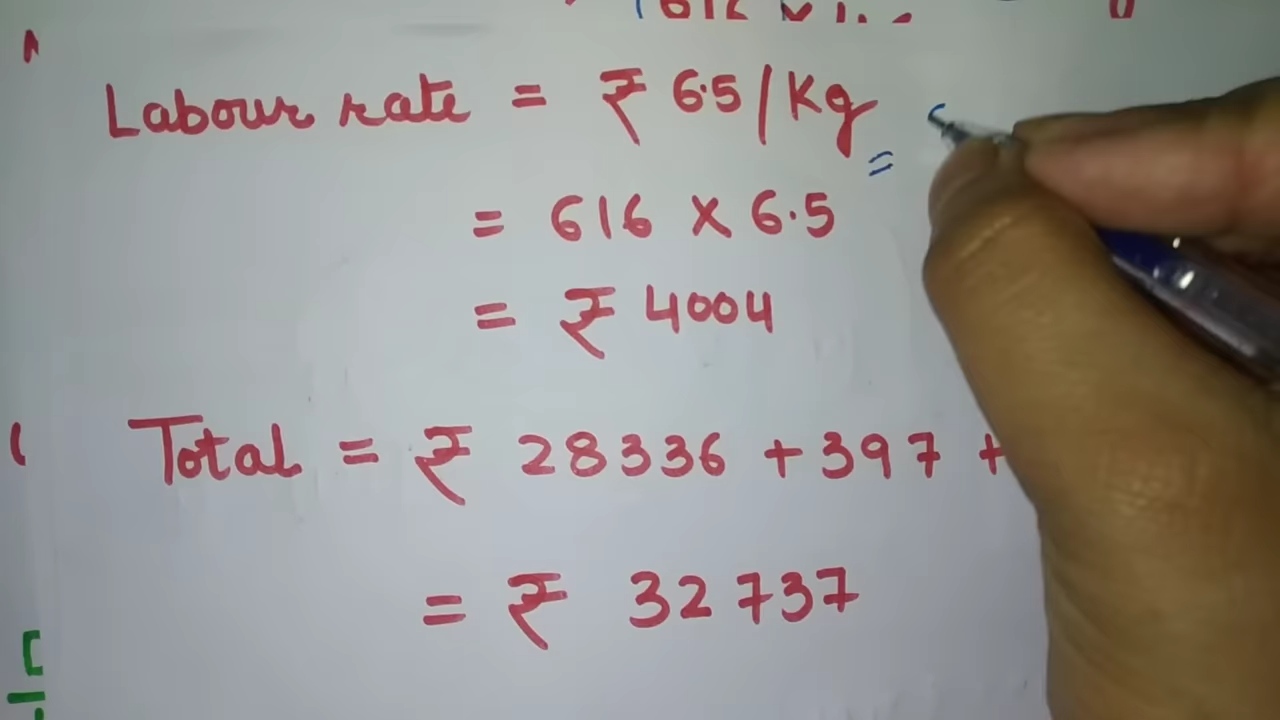 Labour rate = ₹ 6.5/Kg
=
= 616 × 6.5
= ₹ 4004
Total = ₹ 28336 + 397 +
= ₹ 32737